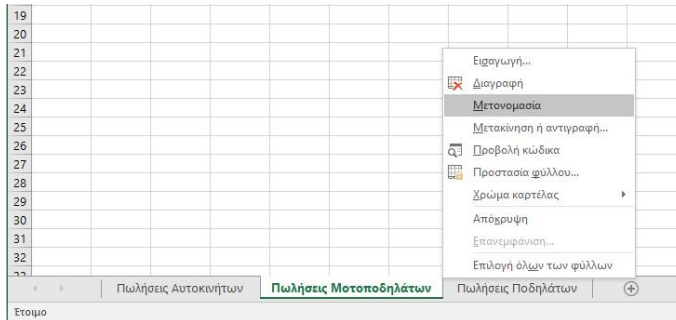 19
20
21
22
23
24
25
26
27
28
29
30
31
32
33
Εισαγωγή...
Διαγραφή
Μετονομασία
Μετακίνηση ή αντιγραφή...
Προβολή κώδικα
Προστασία φύλλου...
Χρώμα καρτέλας
Απόκρυψη
Επανεμφάνιση...
Επιλογή όλων των φύλλων
Πωλήσεις Αυτοκινήτων Πωλήσεις Μοτοποδηλάτων Πωλήσεις Ποδηλάτων
Έτοιμο